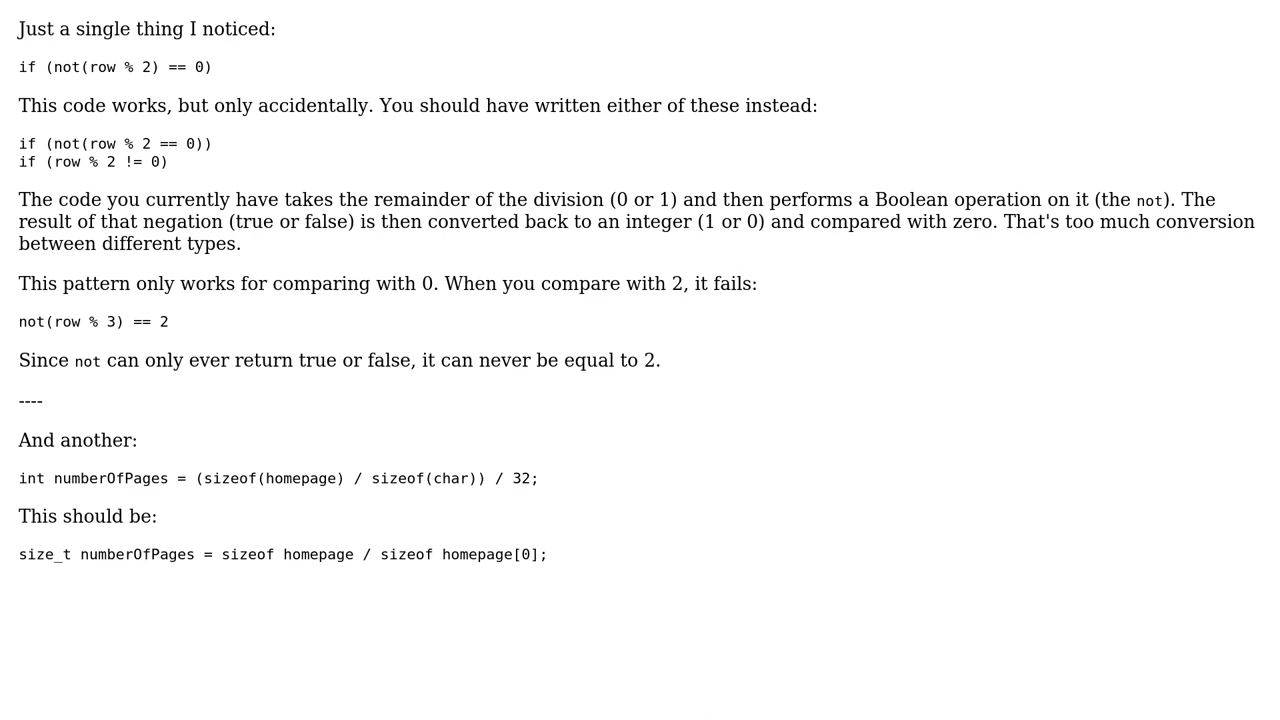 Just a single thing I noticed:
if (not(row % 2) == 0)
This code works, but only accidentally. You should have written either of these instead:
if (not(row % 2 == 0))
if (row % 2 != 0)
The code you currently have takes the remainder of the division (0 or 1) and then performs a Boolean operation on it (the not). The
result of that negation (true or false) is then converted back to an integer (1 or 0) and compared with zero. That's too much conversion
between different types.
This pattern only works for comparing with 0. When you compare with 2, it fails:
not(row % 3) == 2
Since not can only ever return true or false, it can never be equal to 2.
----
And another:
int numberOfPages = (sizeof(homepage) / sizeof(char)) / 32;
This should be:
size_t numberOfPages = sizeof homepage / sizeof homepage[0];